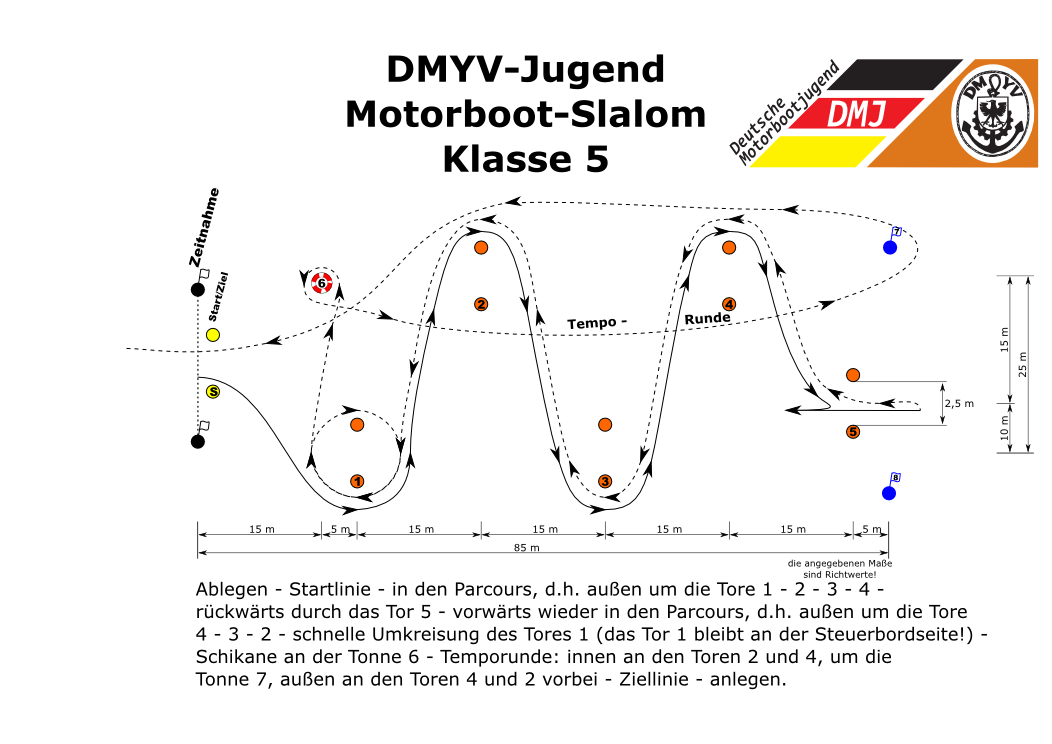 DMYV-Jugend
Motorboot-Slalom
Klasse 5
Deutsche
Motorbootjugend
DMJ
DMYV
Zeitnahme
Start/Ziel
6
2
4
7
Tempo -
Runde
S
1
3
5
8
15 m
25 m
2,5 m
10 m
15 m
5 m
15 m
15 m
15 m
15 m
5 m
85 m
die angegebenen Maße
sind Richtwerte!
Ablegen - Startlinie - in den Parcours, d.h. außen um die Tore 1 - 2 - 3 - 4 -
rückwärts durch das Tor 5 - vorwärts wieder in den Parcours, d.h. außen um die Tore
4 - 3 - 2 - schnelle Umkreisung des Tores 1 (das Tor 1 bleibt an der Steuerbordseite!) -
Schikane an der Tonne 6 - Temporunde: innen an den Toren 2 und 4, um die
Tonne 7, außen an den Toren 4 und 2 vorbei - Ziellinie - anlegen.